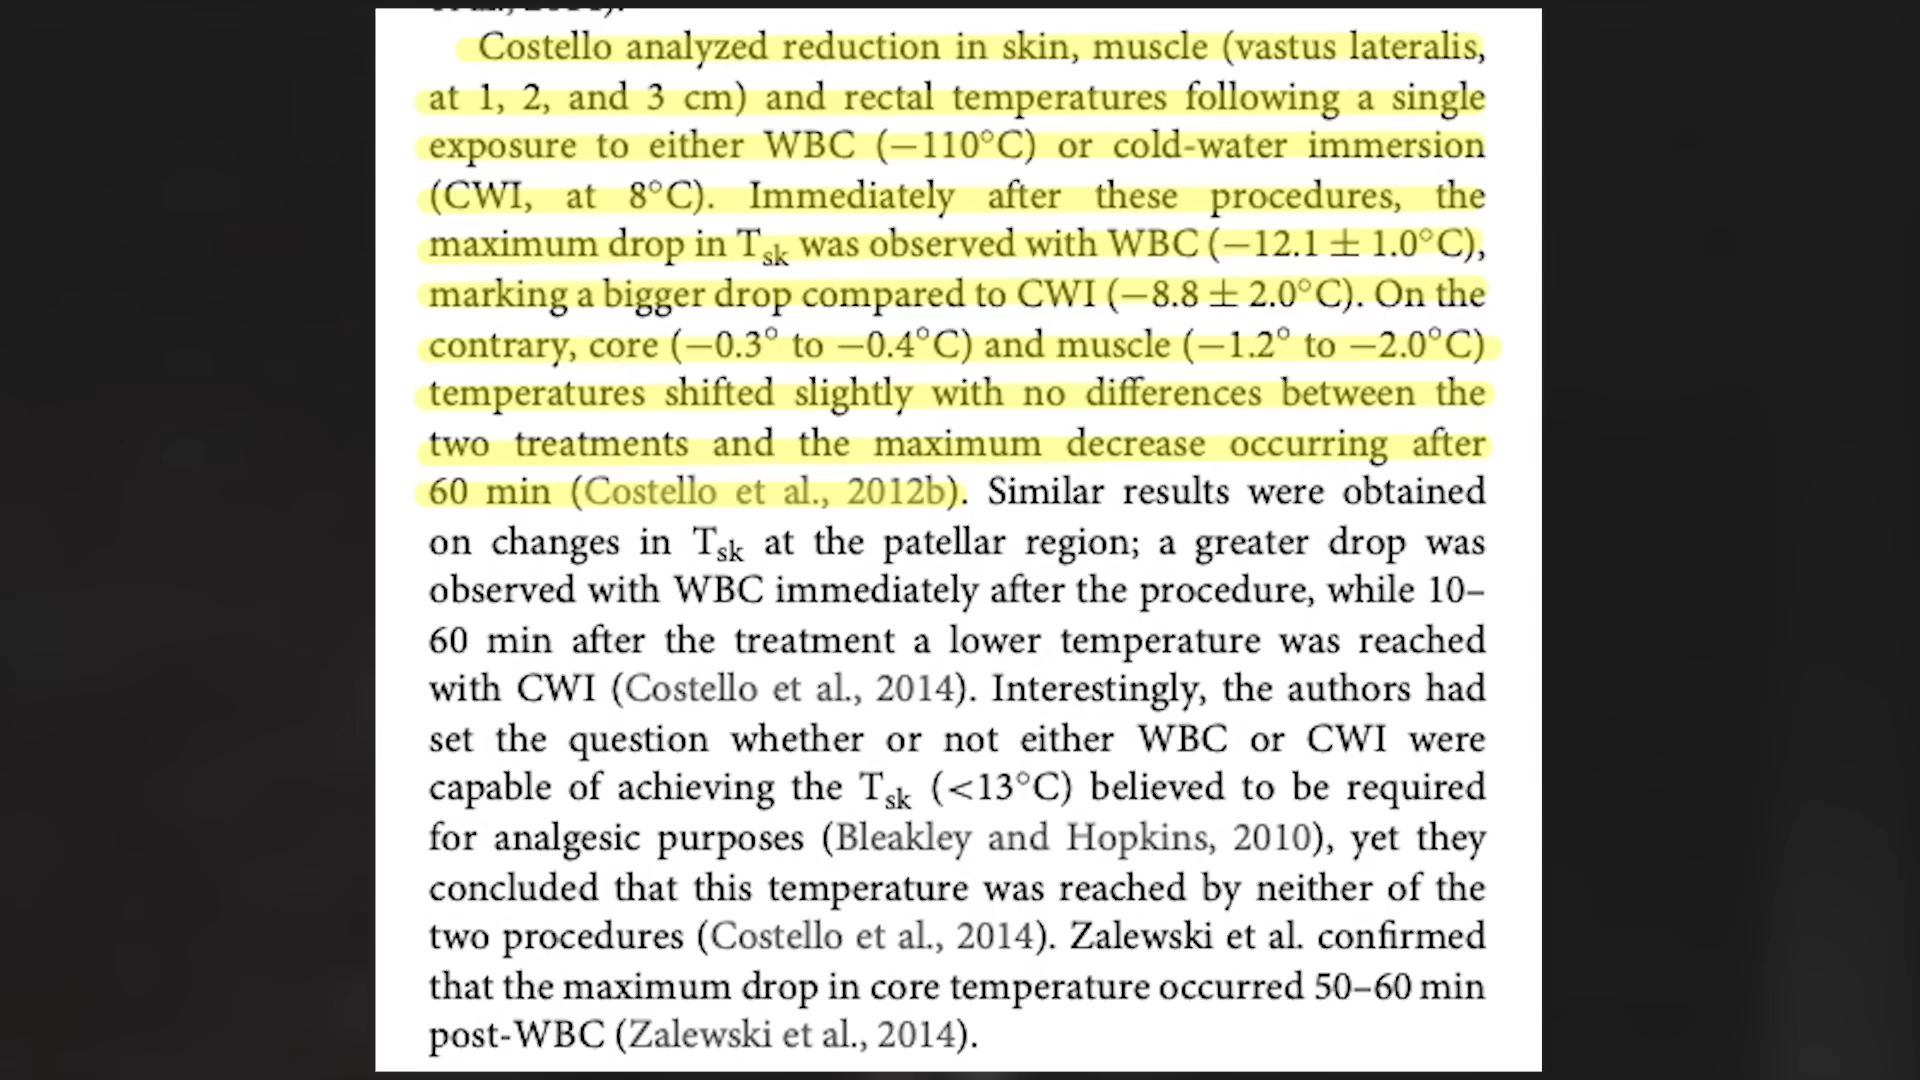 Costello analyzed reduction in skin, muscle (vastus lateralis,
at 1, 2, and 3 cm) and rectal temperatures following a single
exposure to either WBC (−110°C) or cold-water immersion
(CWI, at 8°C). Immediately after these procedures, the
maximum drop in Tsk was observed with WBC (−12.1 ± 1.0°C),
marking a bigger drop compared to CWI (−8.8 ± 2.0°C). On the
contrary, core (−0.3° to −0.4°C) and muscle (−1.2° to −2.0°C)
temperatures shifted slightly with no differences between the
two treatments and the maximum decrease occurring after
60 min (Costello et al., 2012b). Similar results were obtained
on changes in Tsk at the patellar region; a greater drop was
observed with WBC immediately after the procedure, while 10–
60 min after the treatment a lower temperature was reached
with CWI (Costello et al., 2014). Interestingly, the authors had
set the question whether or not either WBC or CWI were
capable of achieving the Tsk (<13°C) believed to be required
for analgesic purposes (Bleakley and Hopkins, 2010), yet they
concluded that this temperature was reached by neither of the
two procedures (Costello et al., 2014). Zalewski et al. confirmed
that the maximum drop in core temperature occurred 50–60 min
post-WBC (Zalewski et al., 2014).